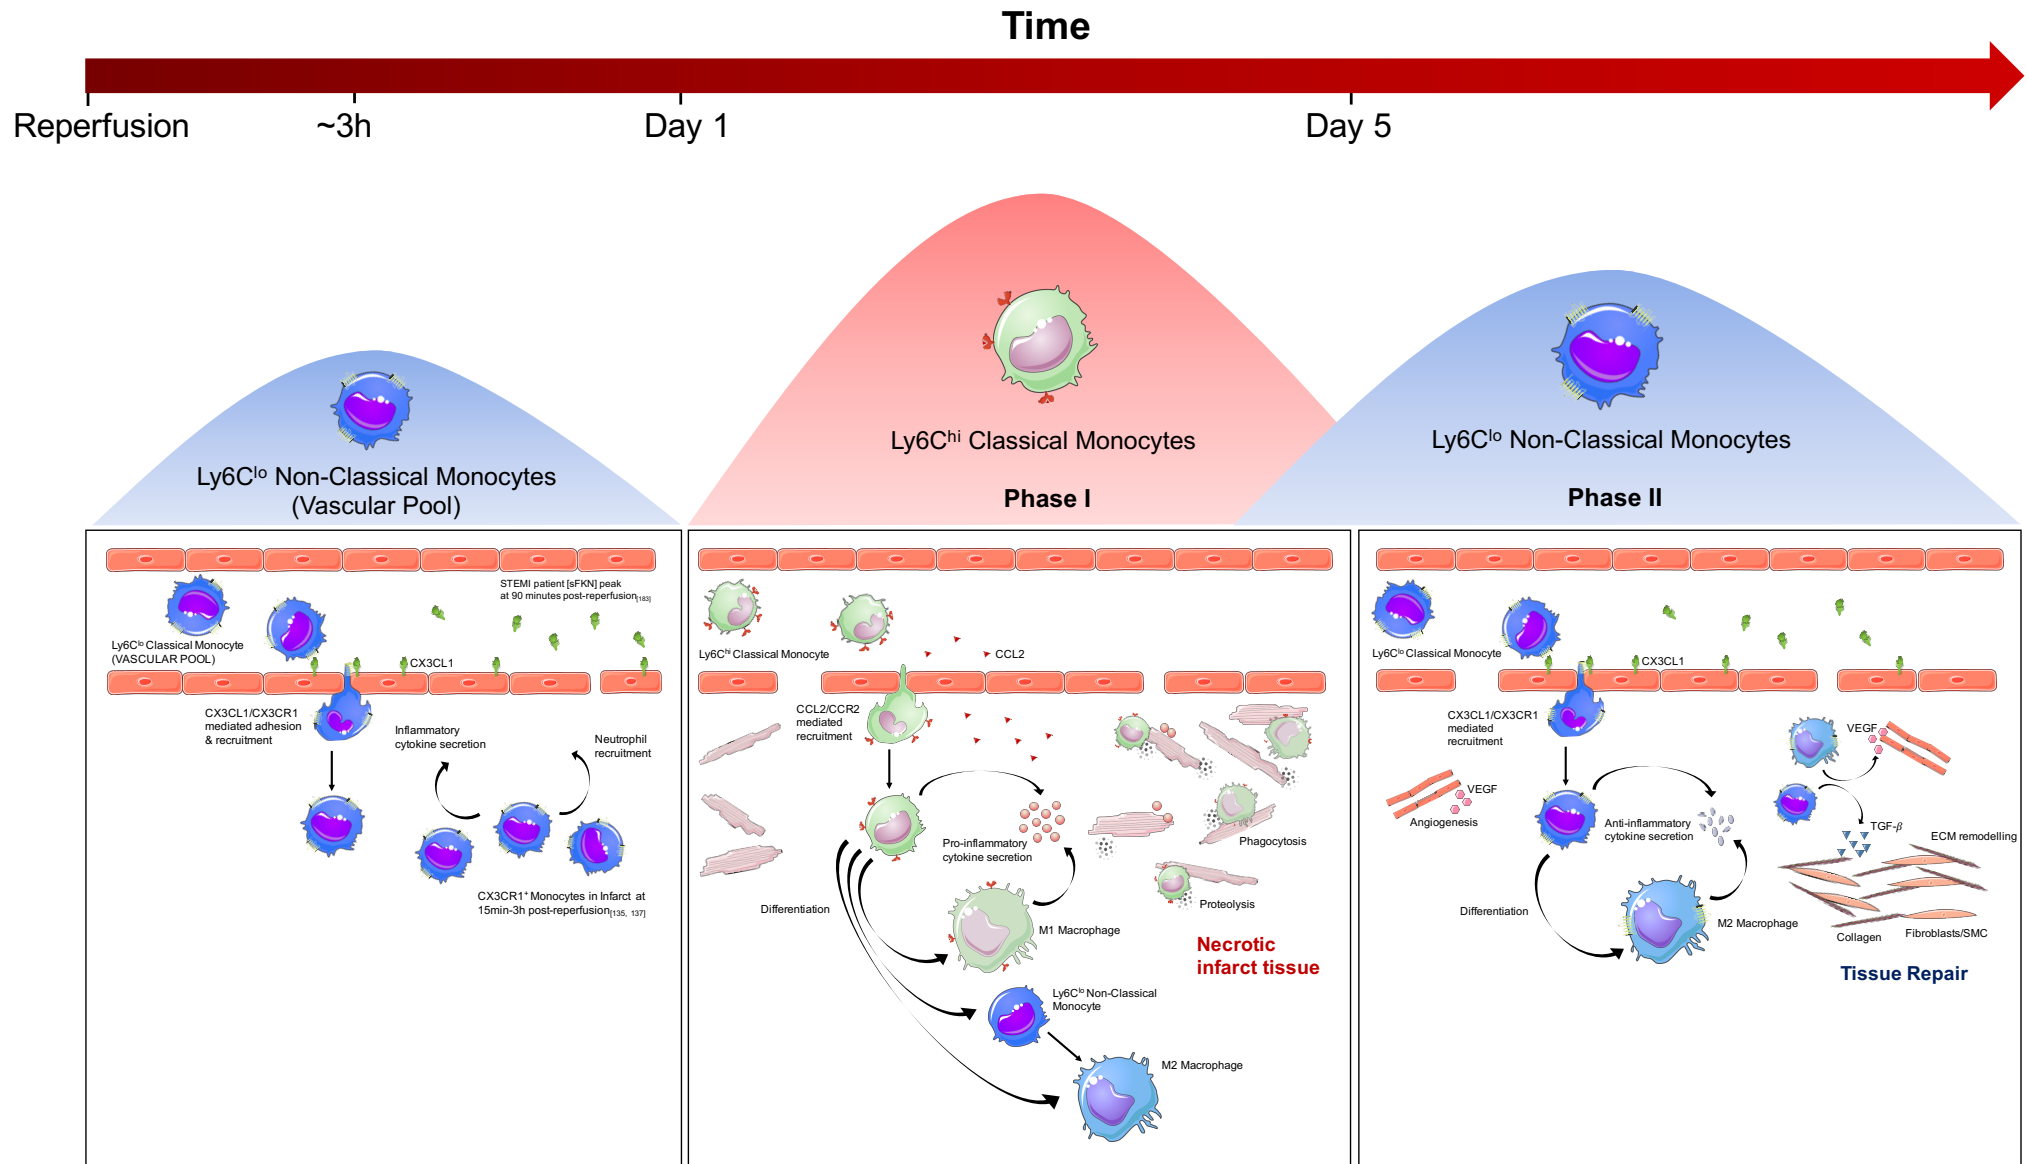 Time
Reperfusion
~3h
Day 1
Day 5
Ly6Cˡᵒ Non-Classical Monocytes
(Vascular Pool)
Ly6Cʰⁱ Classical Monocytes
Phase I
Ly6Cˡᵒ Non-Classical Monocytes
Phase II
STEMI patient [sFKN] peak
at 90 minutes post-reperfusion[183]
Ly6Cˡᵒ Classical Monocyte
(VASCULAR POOL)
CX3CL1
CX3CL1/CX3CR1
mediated adhesion
& recruitment
Inflammatory
cytokine secretion
Neutrophil
recruitment
CX3CR1⁺ Monocytes in Infarct at
15min-3h post-reperfusion[135, 137]
Ly6Cʰⁱ Classical Monocyte
CCL2
CCL2/CCR2
mediated
recruitment
Pro-inflammatory
cytokine secretion
Phagocytosis
Proteolysis
Differentiation
M1 Macrophage
Necrotic
infarct tissue
Ly6Cˡᵒ Non-Classical
Monocyte
M2 Macrophage
Ly6Cˡᵒ Classical Monocyte
CX3CL1
CX3CL1/CX3CR1
mediated
recruitment
VEGF
VEGF
Angiogenesis
Anti-inflammatory
cytokine secretion
TGF-β
ECM remodelling
Differentiation
M2 Macrophage
Collagen
Fibroblasts/SMC
Tissue Repair